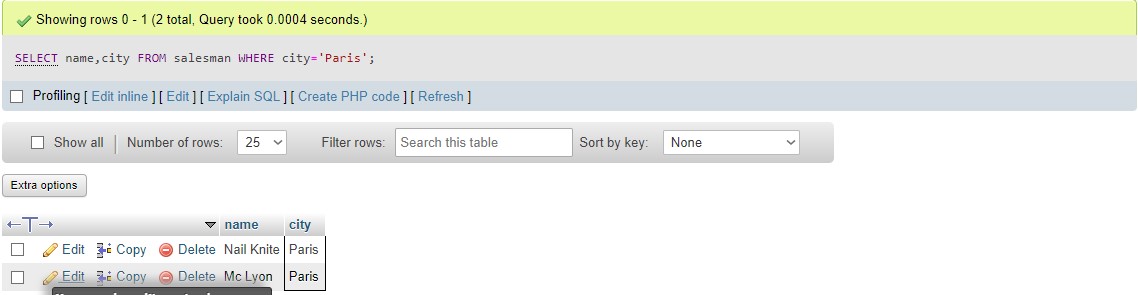 Showing rows 0 - 1 (2 total, Query took 0.0004 seconds.)
SELECT name,city FROM salesman WHERE city='Paris';
Profiling [ Edit inline ] [ Edit ] [ Explain SQL ] [ Create PHP code ] [ Refresh ]
Show all Number of rows: 25 Filter rows: Search this table Sort by key: None
Extra options
←T→ name city
Edit Copy Delete Nail Knite Paris
Edit Copy Delete Mc Lyon Paris